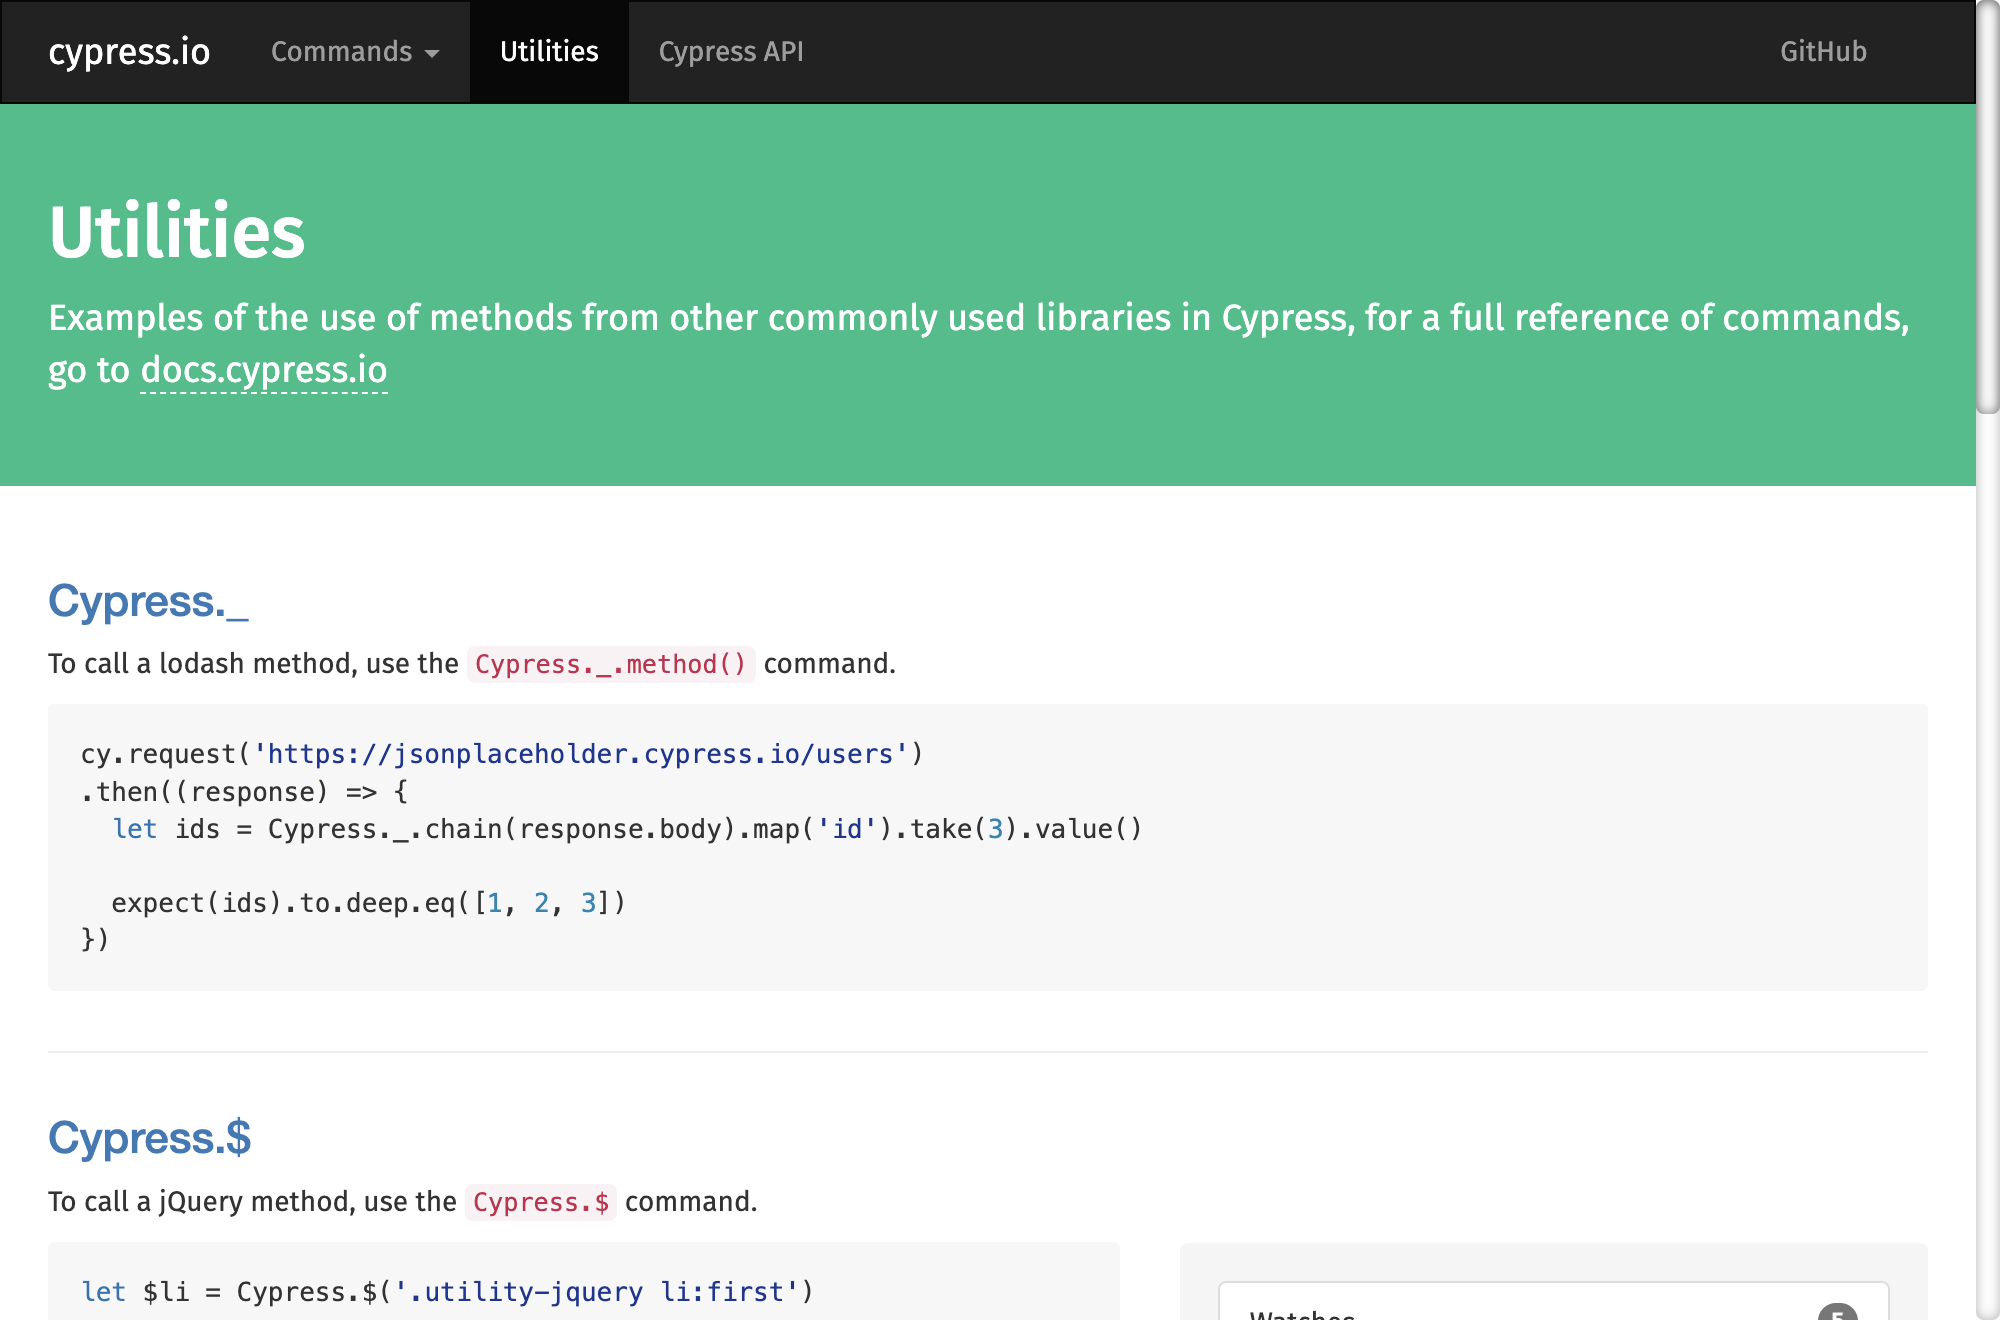 cypress.io Commands Utilities Cypress API GitHub
Utilities
Examples of the use of methods from other commonly used libraries in Cypress, for a full reference of commands,
go to docs.cypress.io
Cypress._
To call a lodash method, use the Cypress._.method() command.
cy.request('https://jsonplaceholder.cypress.io/users')
.then((response) => {
  let ids = Cypress._.chain(response.body).map('id').take(3).value()
  expect(ids).to.deep.eq([1, 2, 3])
})
Cypress.$
To call a jQuery method, use the Cypress.$ command.
let $li = Cypress.$('.utility-jquery li:first')
Watches 5